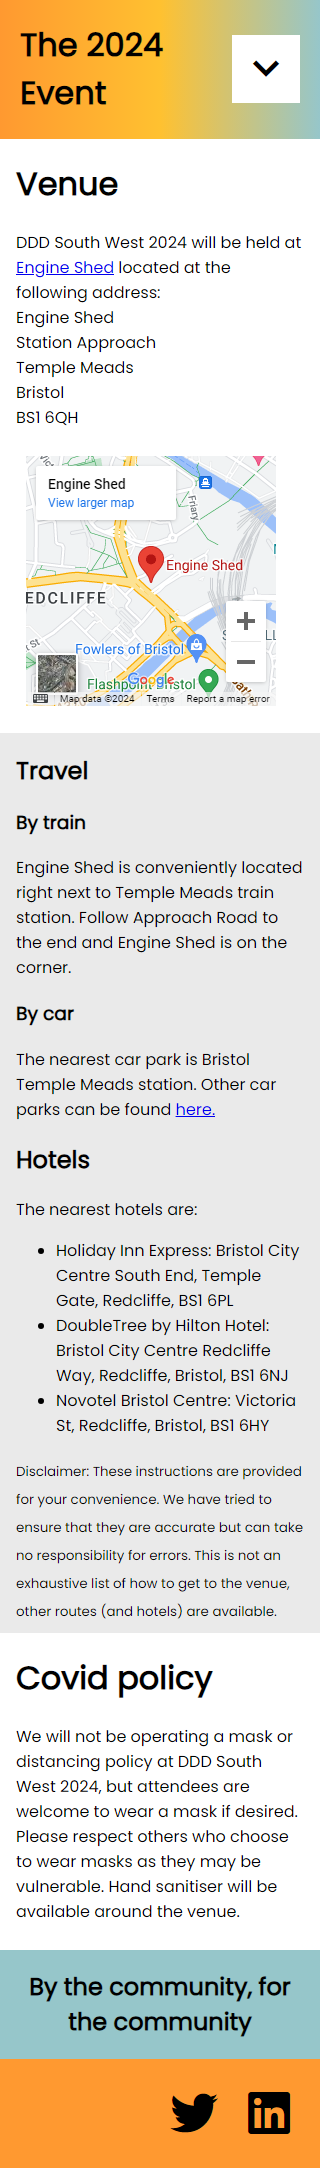 The 2024
Event
Venue
DDD South West 2024 will be held at
Engine Shed located at the
following address:
Engine Shed
Station Approach
Temple Meads
Bristol
BS1 6QH
Engine Shed
View larger map
Friary
Engine Shed
EDCLIFFE
St
Fowlers of Bristol
Flashpoint Bristol
Google
Map data ©2024 Terms Report a map error
Travel
By train
Engine Shed is conveniently located
right next to Temple Meads train
station. Follow Approach Road to
the end and Engine Shed is on the
corner.
By car
The nearest car park is Bristol
Temple Meads station. Other car
parks can be found here.
Hotels
The nearest hotels are:
• Holiday Inn Express: Bristol City
Centre South End, Temple
Gate, Redcliffe, BS1 6PL
• DoubleTree by Hilton Hotel:
Bristol City Centre Redcliffe
Way, Redcliffe, Bristol, BS1 6NJ
• Novotel Bristol Centre: Victoria
St, Redcliffe, Bristol, BS1 6HY
Disclaimer: These instructions are provided
for your convenience. We have tried to
ensure that they are accurate but can take
no responsibility for errors. This is not an
exhaustive list of how to get to the venue,
other routes (and hotels) are available.
Covid policy
We will not be operating a mask or
distancing policy at DDD South
West 2024, but attendees are
welcome to wear a mask if desired.
Please respect others who choose
to wear masks as they may be
vulnerable. Hand sanitiser will be
available around the venue.
By the community, for
the community
in